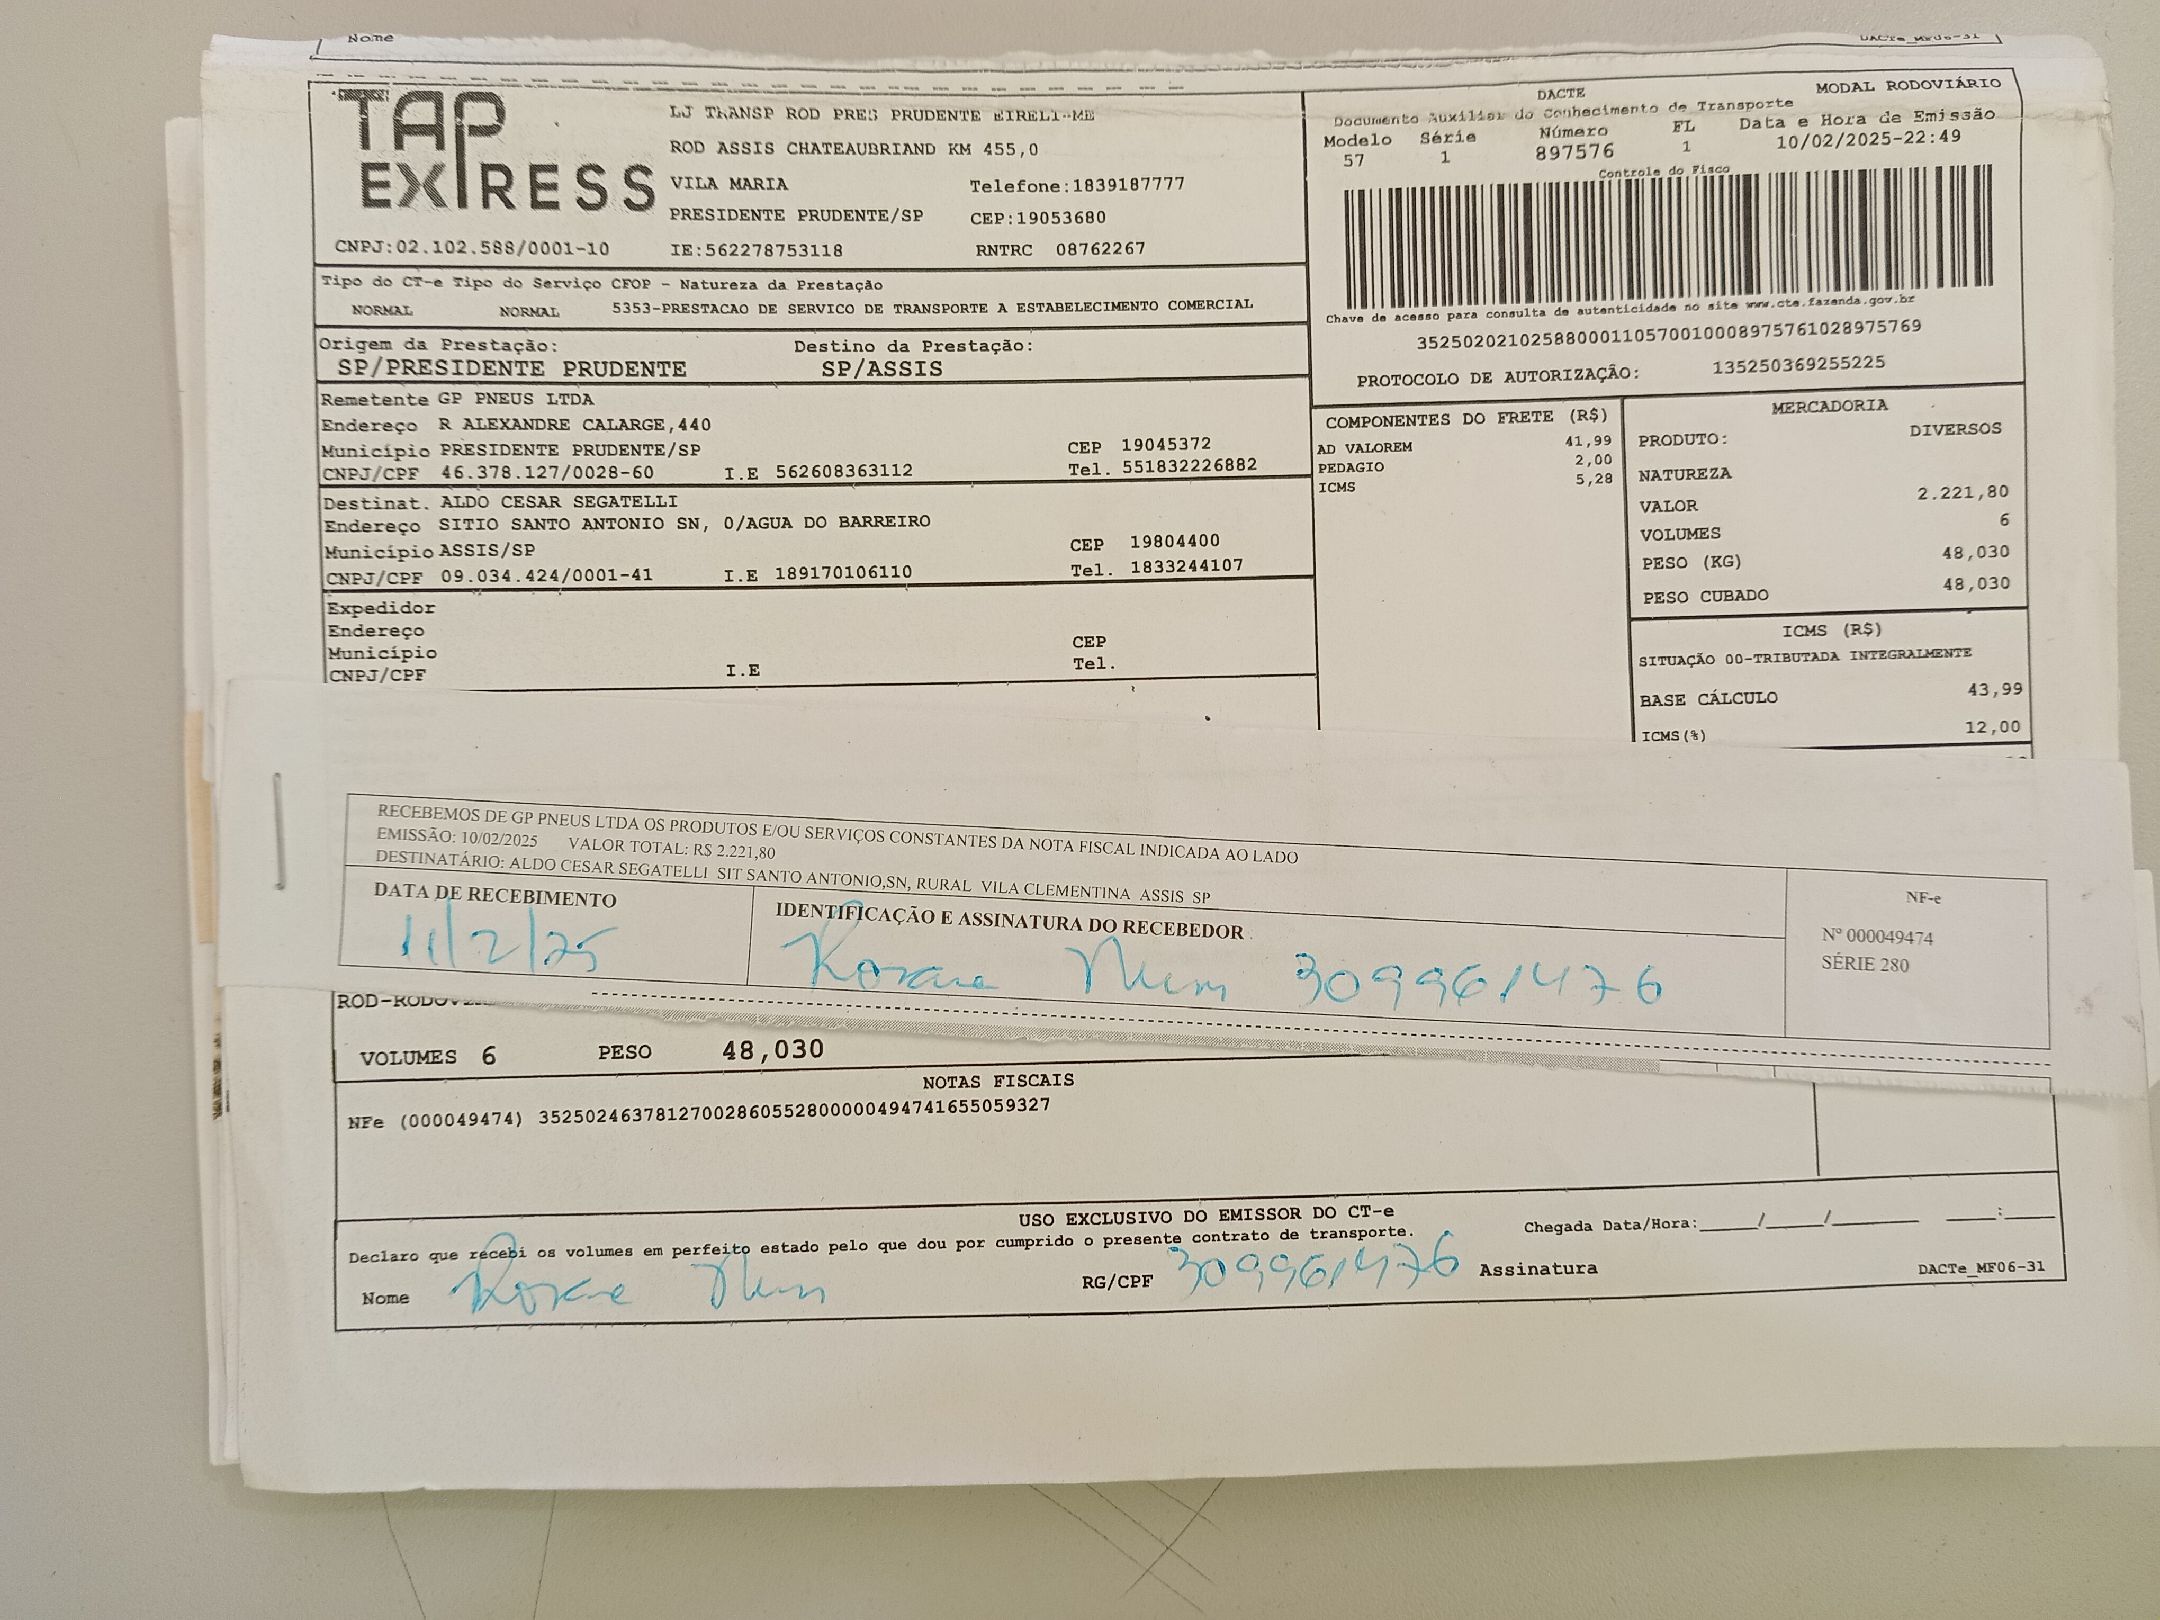 Nome DACTe_MF06-31
TAP EXPRESS
LJ TRANSP ROD PRES PRUDENTE EIRELI-ME
ROD ASSIS CHATEAUBRIAND KM 455,0
VILA MARIA Telefone:1839187777
PRESIDENTE PRUDENTE/SP CEP:19053680
CNPJ:02.102.588/0001-10 IE:562278753118 RNTRC 08762267
DACTE MODAL RODOVIÁRIO
Documento Auxiliar do Conhecimento de Transporte
Modelo Série Número FL Data e Hora de Emissão
57 1 897576 1 10/02/2025-22:49
Controle do Fisco
Chave de acesso para consulta de autenticidade no site www.cte.fazenda.gov.br
35250202102588000110570010008975761028975769
PROTOCOLO DE AUTORIZAÇÃO: 135250369255225
Tipo do CT-e Tipo do Serviço CFOP - Natureza da Prestação
NORMAL NORMAL 5353-PRESTACAO DE SERVICO DE TRANSPORTE A ESTABELECIMENTO COMERCIAL
Origem da Prestação: Destino da Prestação:
SP/PRESIDENTE PRUDENTE SP/ASSIS
Remetente GP PNEUS LTDA
Endereço R ALEXANDRE CALARGE,440
Município PRESIDENTE PRUDENTE/SP CEP 19045372
CNPJ/CPF 46.378.127/0028-60 I.E 562608363112 Tel. 551832226882
Destinat. ALDO CESAR SEGATELLI
Endereço SITIO SANTO ANTONIO SN, 0/AGUA DO BARREIRO
Município ASSIS/SP CEP 19804400
CNPJ/CPF 09.034.424/0001-41 I.E 189170106110 Tel. 1833244107
Expedidor
Endereço
Município CEP
CNPJ/CPF I.E Tel.
COMPONENTES DO FRETE (R$)
AD VALOREM 41,99
PEDAGIO 2,00
ICMS 5,28
MERCADORIA
PRODUTO: DIVERSOS
NATUREZA
VALOR 2.221,80
VOLUMES 6
PESO (KG) 48,030
PESO CUBADO 48,030
ICMS (R$)
SITUAÇÃO 00-TRIBUTADA INTEGRALMENTE
BASE CÁLCULO 43,99
ICMS(%) 12,00
RECEBEMOS DE GP PNEUS LTDA OS PRODUTOS E/OU SERVIÇOS CONSTANTES DA NOTA FISCAL INDICADA AO LADO
EMISSÃO: 10/02/2025 VALOR TOTAL: R$ 2.221,80
DESTINATÁRIO: ALDO CESAR SEGATELLI SIT SANTO ANTONIO,SN, RURAL VILA CLEMENTINA ASSIS SP
DATA DE RECEBIMENTO IDENTIFICAÇÃO E ASSINATURA DO RECEBEDOR
11/2/25 309961476
NF-e
Nº 000049474
SÉRIE 280
VOLUMES 6 PESO 48,030
NOTAS FISCAIS
NFe (000049474) 35250246378127002860552800000494741655059327
USO EXCLUSIVO DO EMISSOR DO CT-e
Declaro que recebi os volumes em perfeito estado pelo que dou por cumprido o presente contrato de transporte. Chegada Data/Hora:____/____/______ ___:___
Nome RG/CPF 309961476 Assinatura DACTe_MF06-31